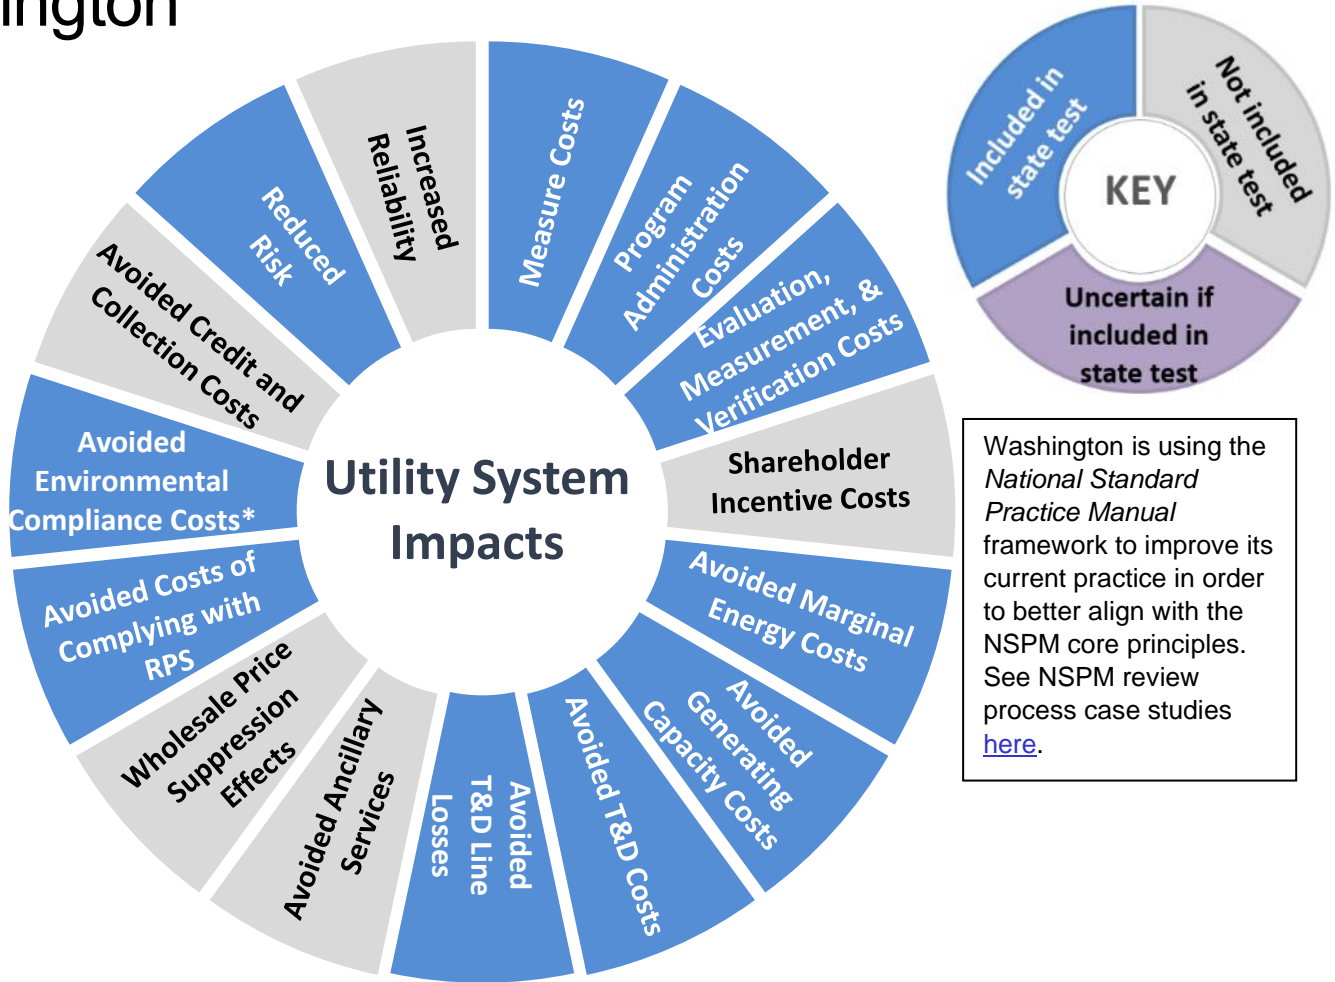 ington
Measure Costs
Program
Administration
Costs
Evaluation,
Measurement, &
Verification Costs
Shareholder
Incentive Costs
Avoided Marginal
Energy Costs
Avoided
Generating
Capacity Costs
Avoided T&D Costs
Avoided
T&D Line
Losses
Avoided Ancillary
Services
Wholesale Price
Suppression
Effects
Avoided Costs of
Complying with
RPS
Avoided
Environmental
Compliance Costs*
Avoided Credit and
Collection Costs
Reduced
Risk
Increased
Reliability
Utility System
Impacts
Included in
state test
Not included
in state test
KEY
Uncertain if
included in
state test
Washington is using the
National Standard
Practice Manual
framework to improve its
current practice in order
to better align with the
NSPM core principles.
See NSPM review
process case studies
here.